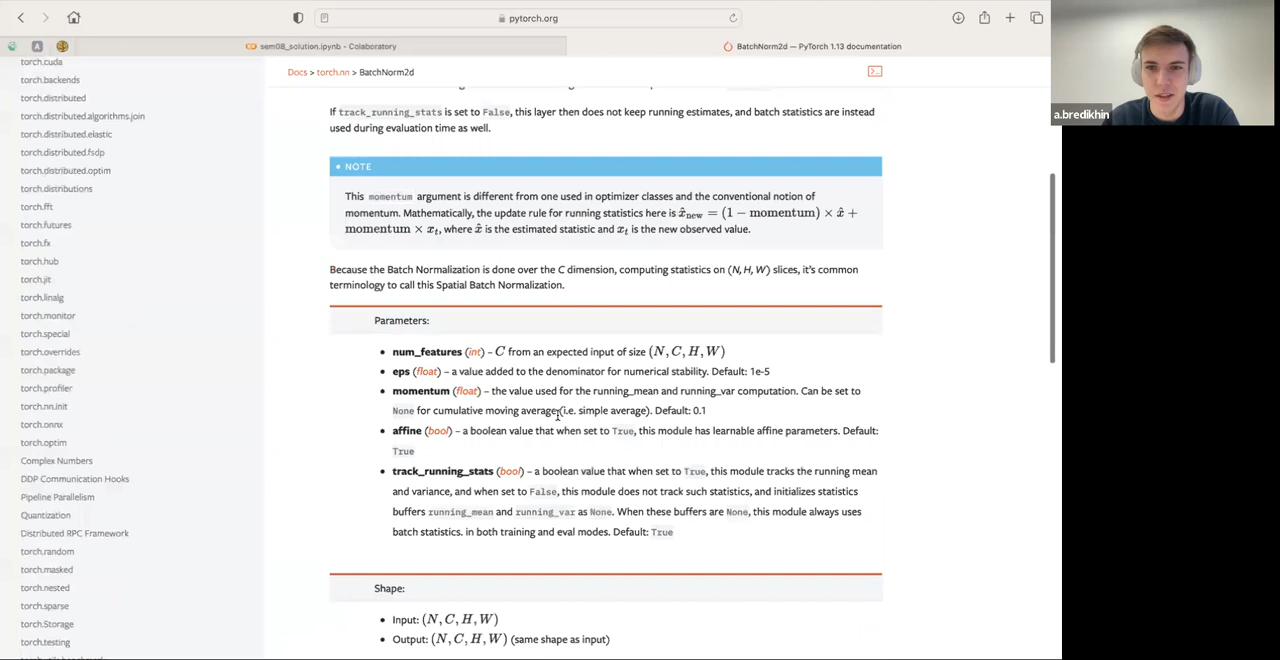 pytorch.org
sem08_solution.ipynb - Colaboratory
BatchNorm2d — PyTorch 1.13 documentation
a.bredikhin
torch.cuda
torch.backends
torch.distributed
torch.distributed.algorithms.join
torch.distributed.elastic
torch.distributed.fsdp
torch.distributed.optim
torch.distributions
torch.fft
torch.futures
torch.fx
torch.hub
torch.jit
torch.linalg
torch.monitor
torch.special
torch.overrides
torch.package
torch.profiler
torch.nn.init
torch.onnx
torch.optim
Complex Numbers
DDP Communication Hooks
Pipeline Parallelism
Quantization
Distributed RPC Framework
torch.random
torch.masked
torch.nested
torch.sparse
torch.Storage
torch.testing
Docs > torch.nn > BatchNorm2d
If track_running_stats is set to False, this layer then does not keep running estimates, and batch statistics are instead
used during evaluation time as well.
NOTE
This momentum argument is different from one used in optimizer classes and the conventional notion of
momentum. Mathematically, the update rule for running statistics here is x̂new = (1 − momentum) × x̂ +
momentum × xt, where x̂ is the estimated statistic and xt is the new observed value.
Because the Batch Normalization is done over the C dimension, computing statistics on (N, H, W) slices, it's common
terminology to call this Spatial Batch Normalization.
Parameters:
• num_features (int) – C from an expected input of size (N, C, H, W)
• eps (float) – a value added to the denominator for numerical stability. Default: 1e-5
• momentum (float) – the value used for the running_mean and running_var computation. Can be set to
None for cumulative moving average (i.e. simple average). Default: 0.1
• affine (bool) – a boolean value that when set to True, this module has learnable affine parameters. Default:
True
• track_running_stats (bool) – a boolean value that when set to True, this module tracks the running mean
and variance, and when set to False, this module does not track such statistics, and initializes statistics
buffers running_mean and running_var as None. When these buffers are None, this module always uses
batch statistics. in both training and eval modes. Default: True
Shape:
• Input: (N, C, H, W)
• Output: (N, C, H, W) (same shape as input)